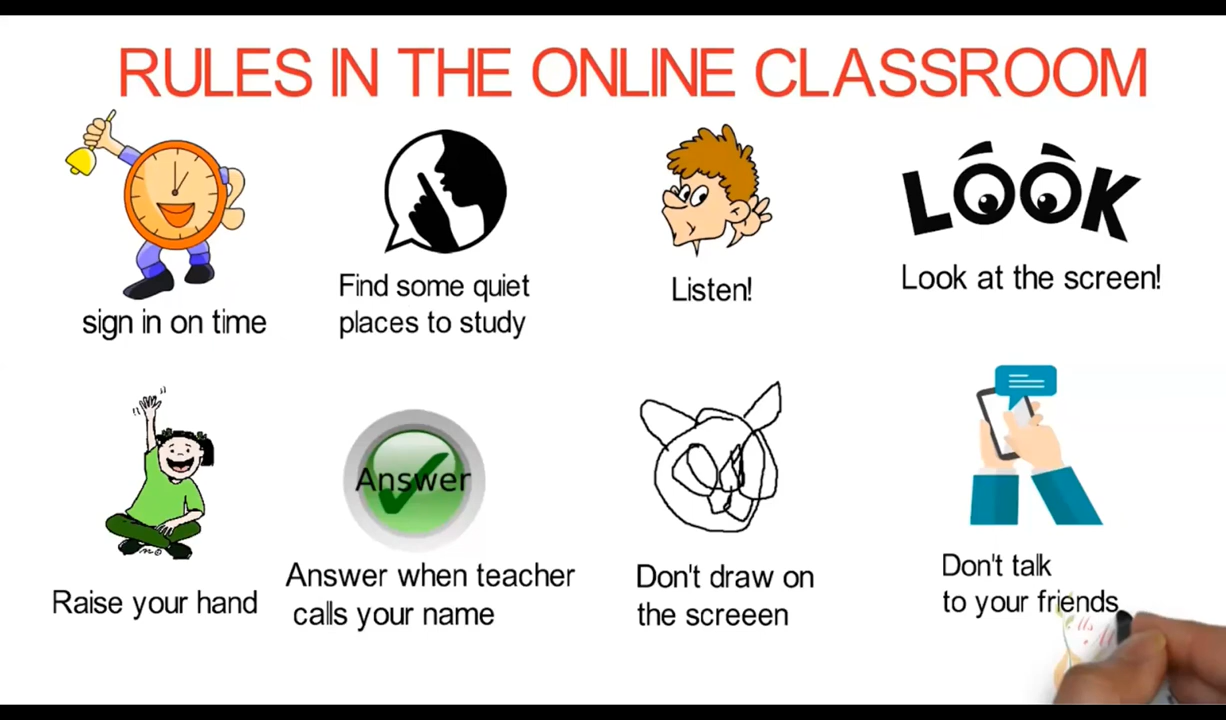 RULES IN THE ONLINE CLASSROOM
LOOK
sign in on time
Find some quiet
places to study
Listen!
Look at the screen!
Raise your hand
Answer
Answer when teacher
calls your name
Don't draw on
the screeen
Don't talk
to your friends